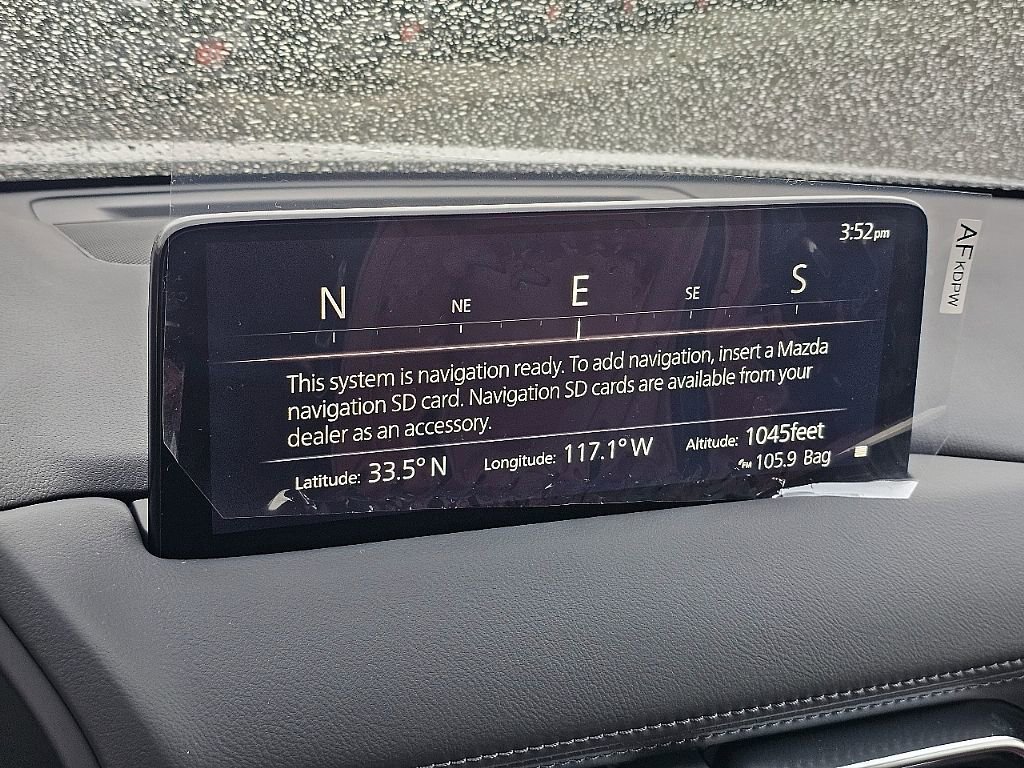 3:52pm
N NE E SE S
This system is navigation ready. To add navigation, insert a Mazda
navigation SD card. Navigation SD cards are available from your
dealer as an accessory.
Latitude: 33.5° N Longitude: 117.1° W Altitude: 1045feet
FM 105.9 Bag
AF KDPW